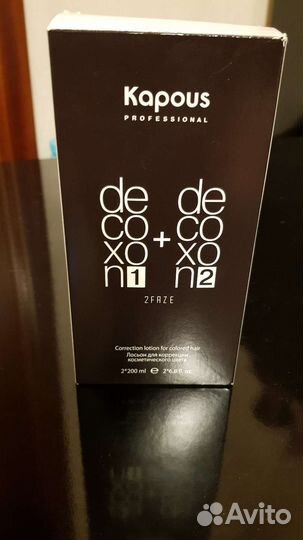 Kapous
PROFESSIONAL
de de
co + co
xo xo
n1 n2
2FAZE
Correction lotion for colored hair
Лосьон для коррекции
косметического цвета
2*200 ml e 2*6.8 fl. oz.
Avito